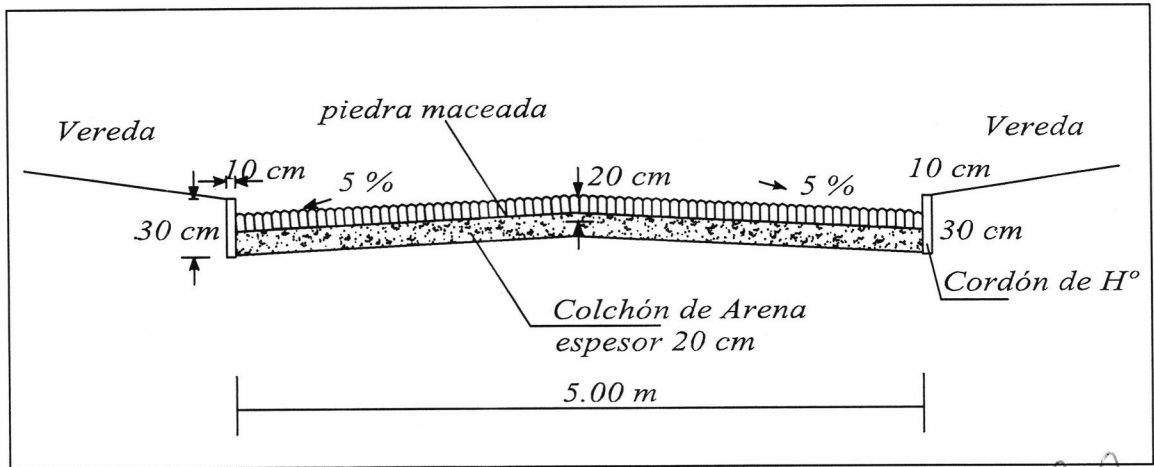 piedra maceada
Vereda
Vereda
10 cm
5 %
20 cm
5 %
10 cm
30 cm
30 cm
Cordón de Hº
Colchón de Arena
espesor 20 cm
5.00 m